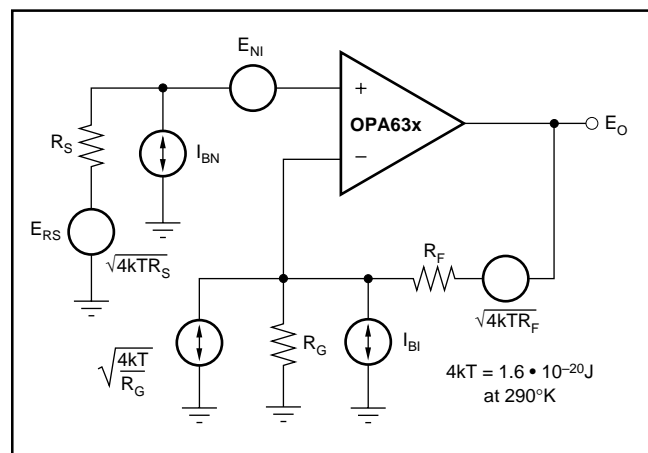 E_NI
+
OPA63x
−
E_O
R_S
I_BN
E_RS
√4kTR_S
R_F
√4kTR_F
√4kT/R_G
R_G
I_BI
4kT = 1.6 • 10^−20J
at 290°K